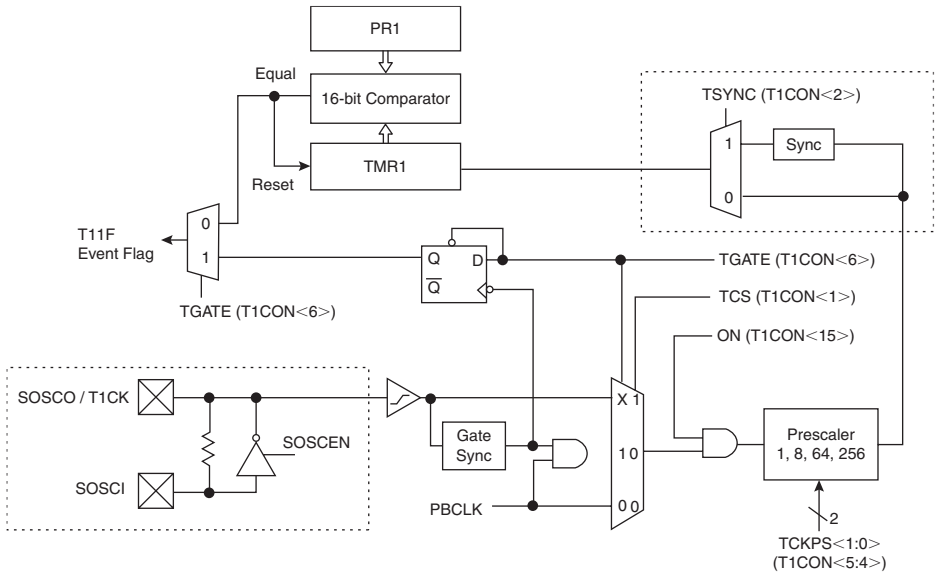 PR1
Equal
16-bit Comparator
TSYNC (T1CON<2>)
1
Sync
TMR1
Reset
0
0
T11F
Event Flag
1
Q
D
Q
TGATE (T1CON<6>)
TGATE (T1CON<6>)
TCS (T1CON<1>)
ON (T1CON<15>)
SOSCO / T1CK
X 1
SOSCEN
Gate
Sync
1 0
Prescaler
1, 8, 64, 256
SOSCI
PBCLK
0 0
2
TCKPS<1:0>
(T1CON<5:4>)